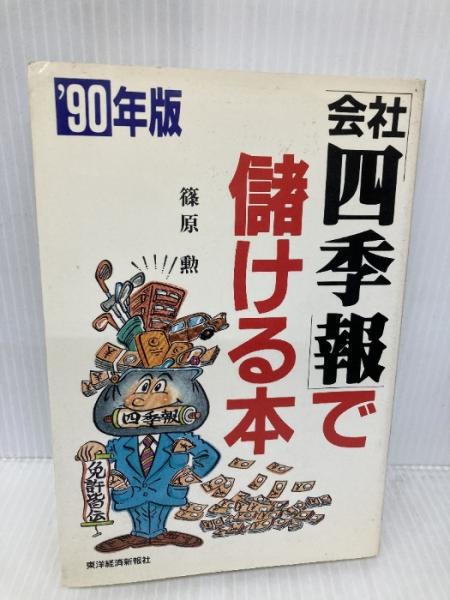 '90年版
「会社
四季報」で
儲ける本
篠原 勲
四季報
免許皆伝
東洋経済新報社